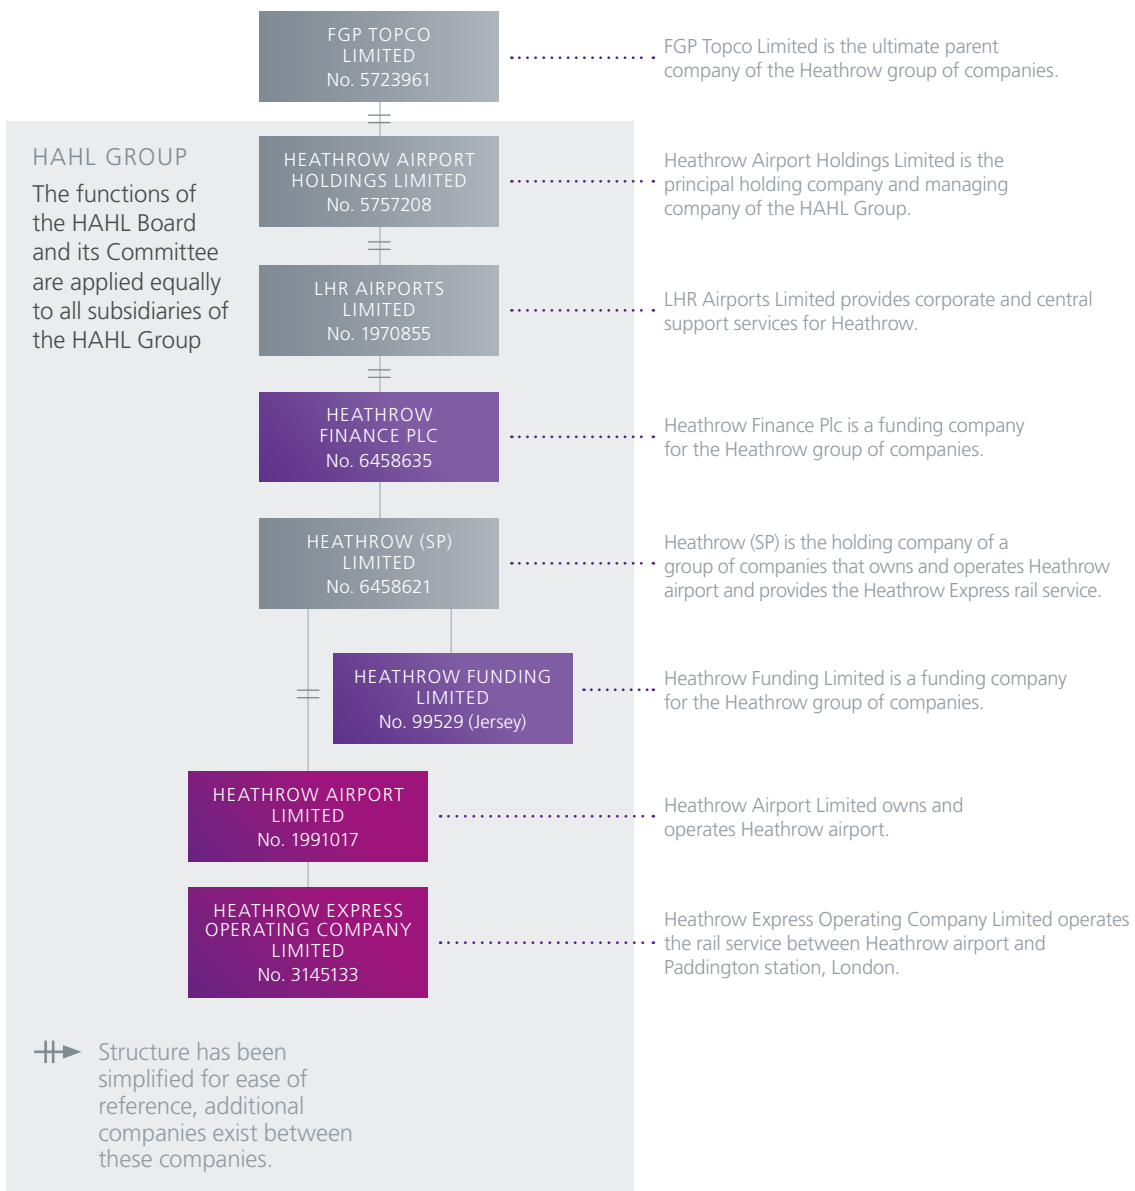 FGP TOPCO
LIMITED
No. 5723961
FGP Topco Limited is the ultimate parent
company of the Heathrow group of companies.
HAHL GROUP
The functions of
the HAHL Board
and its Committee
are applied equally
to all subsidiaries of
the HAHL Group
HEATHROW AIRPORT
HOLDINGS LIMITED
No. 5757208
Heathrow Airport Holdings Limited is the
principal holding company and managing
company of the HAHL Group.
LHR AIRPORTS
LIMITED
No. 1970855
LHR Airports Limited provides corporate and central
support services for Heathrow.
HEATHROW
FINANCE PLC
No. 6458635
Heathrow Finance Plc is a funding company
for the Heathrow group of companies.
HEATHROW (SP)
LIMITED
No. 6458621
Heathrow (SP) is the holding company of a
group of companies that owns and operates Heathrow
airport and provides the Heathrow Express rail service.
HEATHROW FUNDING
LIMITED
No. 99529 (Jersey)
Heathrow Funding Limited is a funding company
for the Heathrow group of companies.
HEATHROW AIRPORT
LIMITED
No. 1991017
Heathrow Airport Limited owns and
operates Heathrow airport.
HEATHROW EXPRESS
OPERATING COMPANY
LIMITED
No. 3145133
Heathrow Express Operating Company Limited operates
the rail service between Heathrow airport and
Paddington station, London.
Structure has been
simplified for ease of
reference, additional
companies exist between
these companies.